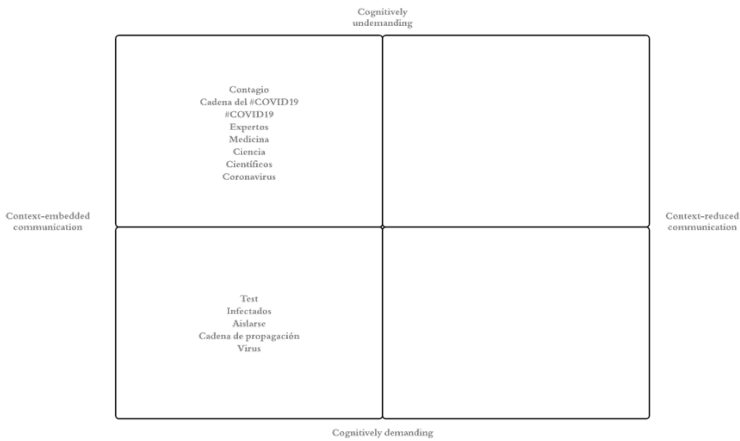 Cognitively
undemanding
Contagio
Cadena del #COVID19
#COVID19
Expertos
Medicina
Ciencia
Científicos
Coronavirus
Context-embedded
communication
Context-reduced
communication
Test
Infectados
Aislarse
Cadena de propagación
Virus
Cognitively demanding